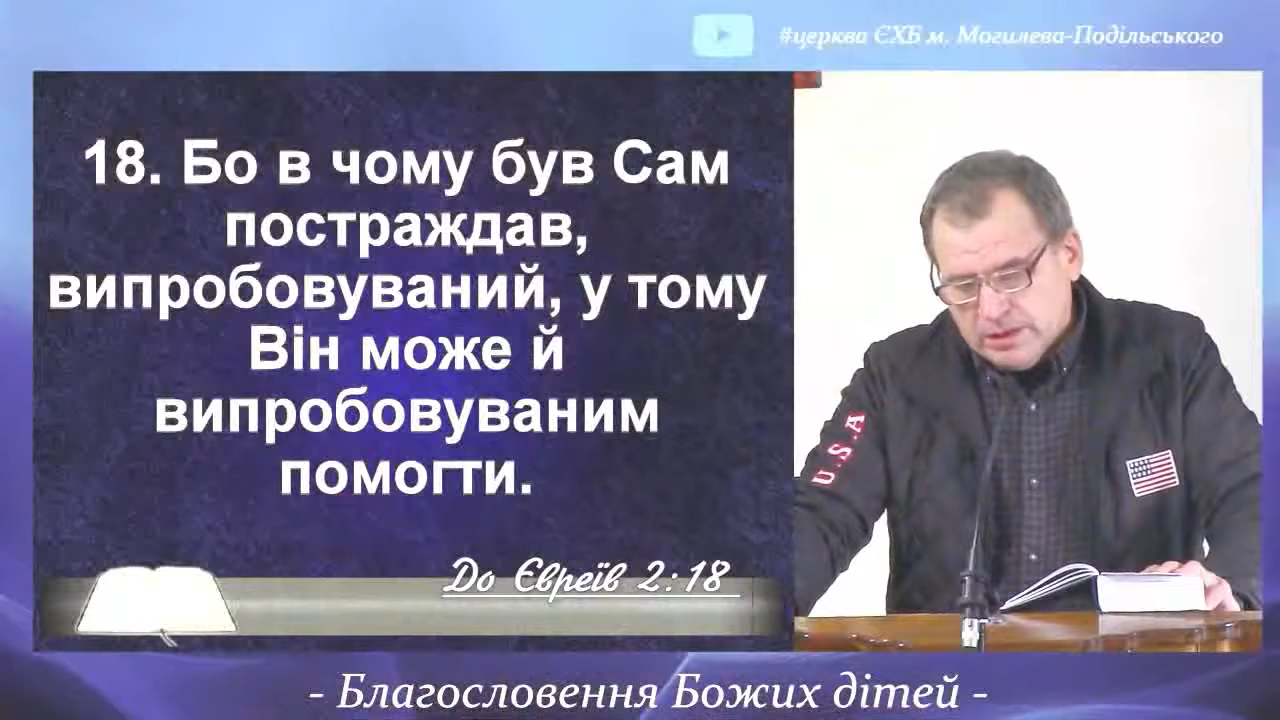 #церква ЄХБ м. Могилева-Подільського
18. Бо в чому був Сам
постраждав,
випробовуваний, у тому
Він може й
випробовуваним
помогти.
До Євреїв 2:18
U.S.A
- Благословення Божих дітей -